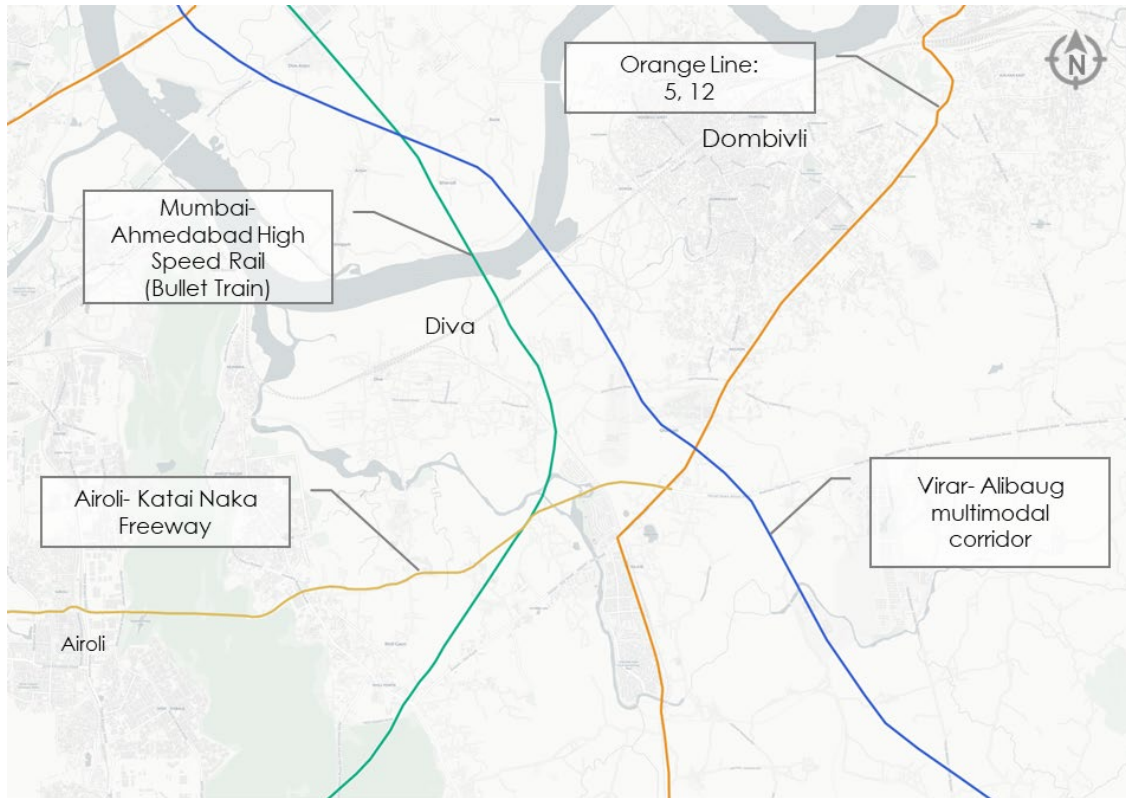 Orange Line:
5, 12
Dombivli
N
Mumbai-
Ahmedabad High
Speed Rail
(Bullet Train)
Diva
Airoli- Katai Naka
Freeway
Virar- Alibaug
multimodal
corridor
Airoli